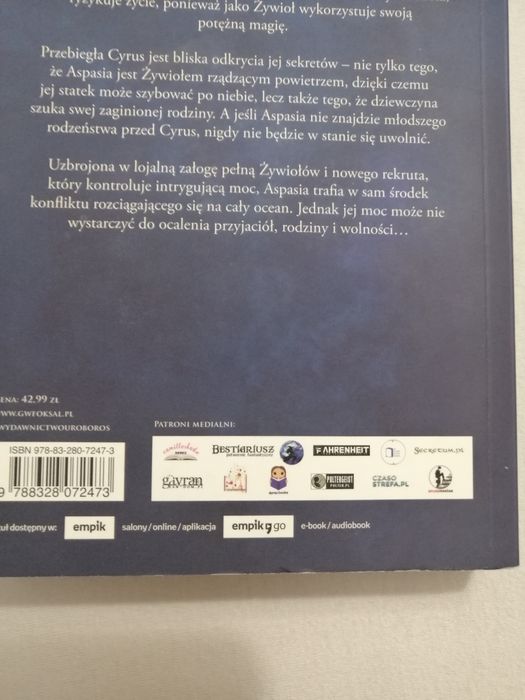 ryzykuje życie, ponieważ jako Żywioł wykorzystuje swoją
potężną magię.
Przebiegła Cyrus jest bliska odkrycia jej sekretów – nie tylko tego,
że Aspasia jest Żywiołem rządzącym powietrzem, dzięki czemu
jej statek może szybować po niebie, lecz także tego, że dziewczyna
szuka swej zaginionej rodziny. A jeśli Aspasia nie znajdzie młodszego
rodzeństwa przed Cyrus, nigdy nie będzie w stanie się uwolnić.
Uzbrojona w lojalną załogę pełną Żywiołów i nowego rekruta,
który kontroluje intrygującą moc, Aspasia trafia w sam środek
konfliktu rozciągającego się na cały ocean. Jednak jej moc może nie
wystarczyć do ocalenia przyjaciół, rodziny i wolności…
ENA: 42,99 ZŁ
WWW.GWFOKSAL.PL
WYDAWNICTWOUROBOROS
PATRONI MEDIALNI:
ISBN 978-83-280-7247-3
9 788328 072473
BESTIARIUSZ
FAHRENHEIT
SECRETUM.PL
gavran
POLTERGEIST
POLTER.PL
CZASO
STREFA.PL
tuł dostępny w: empik salony/online/aplikacja empik go e-book/audiobook